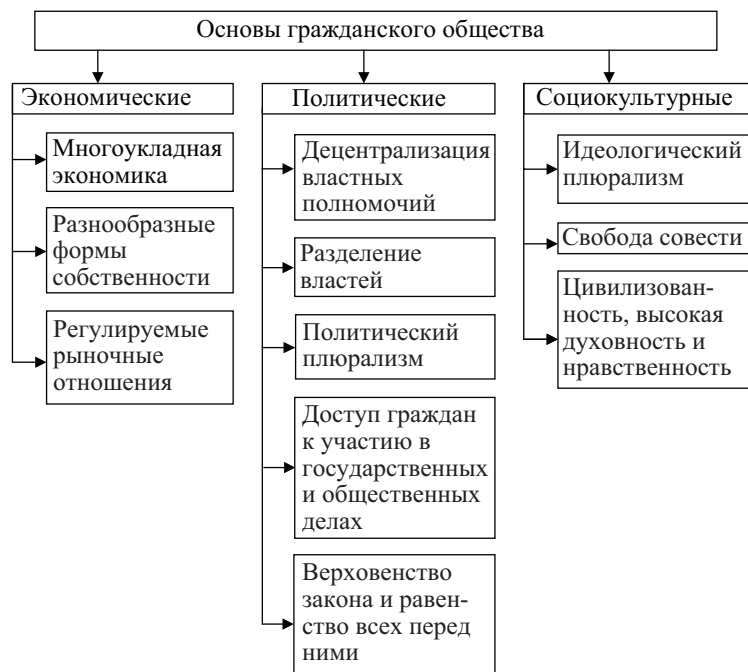 Основы гражданского общества
Экономические
Многоукладная
экономика
Разнообразные
формы
собственности
Регулируемые
рыночные
отношения
Политические
Децентрализация
властных
полномочий
Разделение
властей
Политический
плюрализм
Доступ граждан
к участию в
государственных
и общественных
делах
Верховенство
закона и равен-
ство всех перед
ними
Социокультурные
Идеологический
плюрализм
Свобода совести
Цивилизован-
ность, высокая
духовность и
нравственность